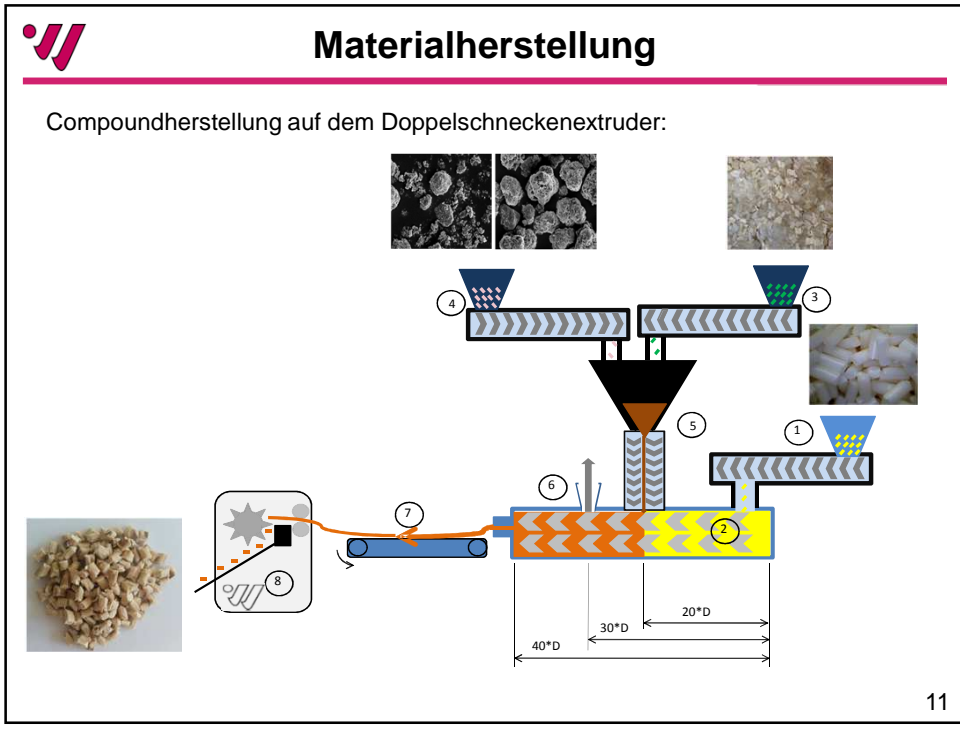 Materialherstellung
Compoundherstellung auf dem Doppelschneckenextruder:
4
3
5
1
6
7
2
8
20*D
30*D
40*D
11